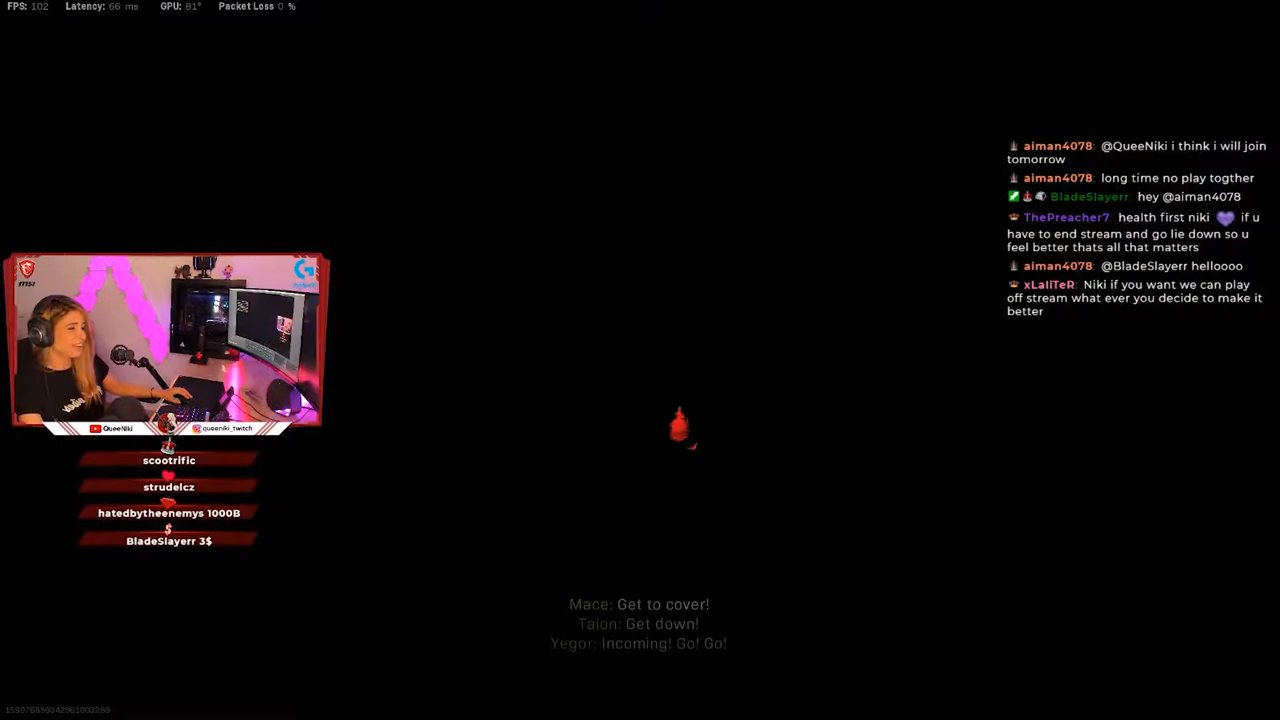 FPS: 102 Latency: 66 ms GPU: 81° Packet Loss 0 %
aiman4078: @QueeNiki i think i will join
tomorrow
aiman4078: long time no play togther
BladeSlayerr: hey @aiman4078
ThePreacher7: health first niki if u
have to end stream and go lie down so u
feel better thats all that matters
aiman4078: @BladeSlayerr helloooo
xLaliTeR: Niki if you want we can play
off stream what ever you decide to make it
better
msi
G
QueeNiki queeniki_twitch
scootrific
strudelcz
hatedbytheenemys 1000B
$
BladeSlayerr 3$
Mace: Get to cover!
Taion: Get down!
Yegor: Incoming! Go! Go!